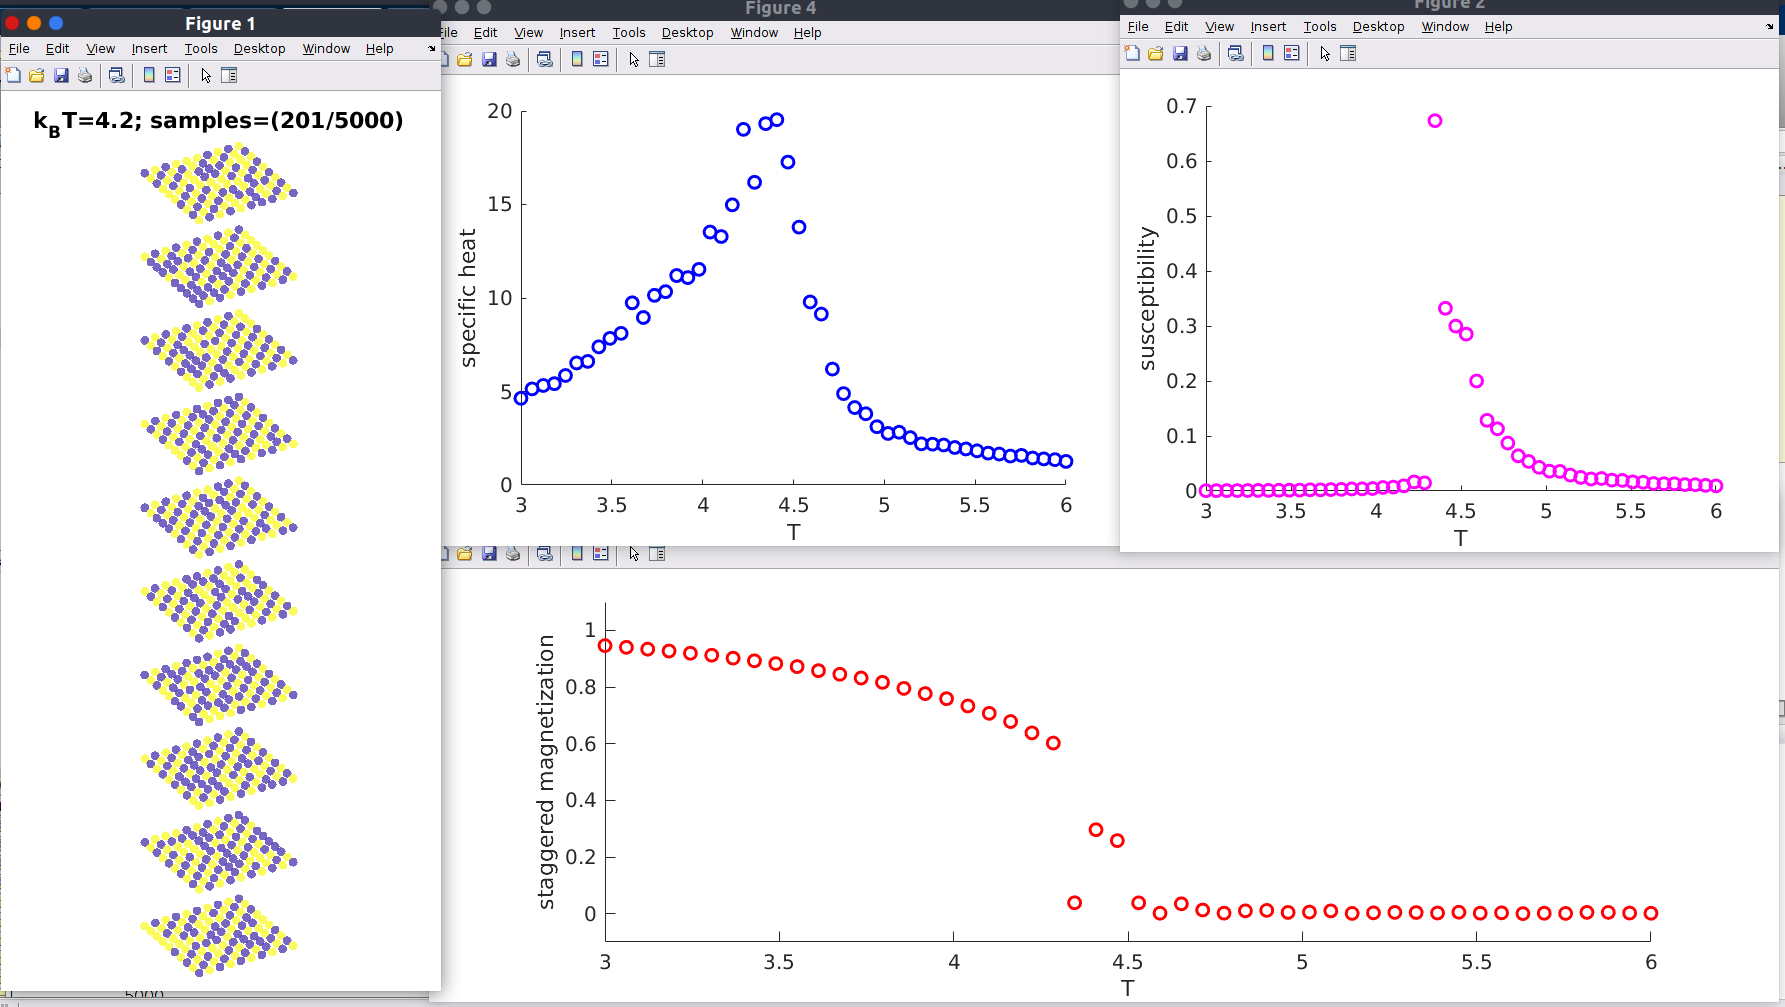 Figure 1
File Edit View Insert Tools Desktop Window Help
k_BT=4.2; samples=(201/5000)
Figure 4
File Edit View Insert Tools Desktop Window Help
20
15
10
5
0
specific heat
3 3.5 4 4.5 5 5.5 6
T
Figure 2
File Edit View Insert Tools Desktop Window Help
0.7
0.6
0.5
0.4
0.3
0.2
0.1
0
susceptibility
3 3.5 4 4.5 5 5.5 6
T
1
0.8
0.6
0.4
0.2
0
staggered magnetization
3 3.5 4 4.5 5 5.5 6
T
5000